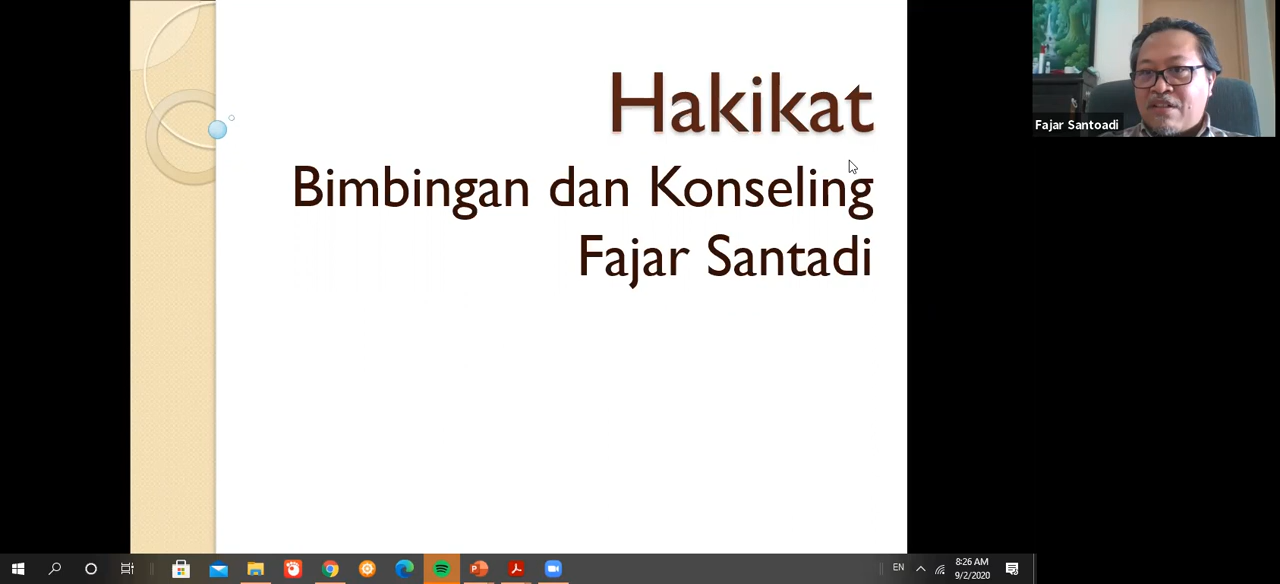 Hakikat
Bimbingan dan Konseling
Fajar Santadi
Fajar Santoadi
EN
8:26 AM
9/2/2020